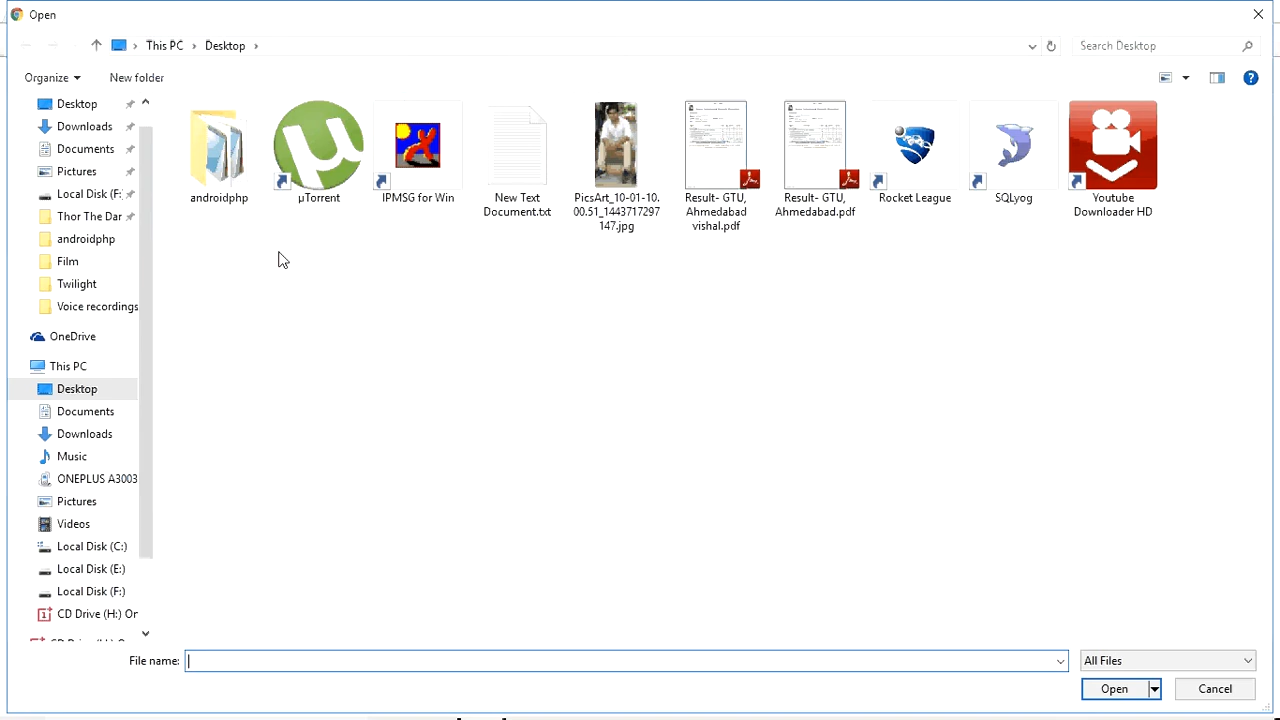 Open
This PC
Desktop
Search Desktop
Organize
New folder
Desktop
Downloads
Documents
Pictures
Local Disk (F:
Thor The Dar
androidphp
Film
Twilight
Voice recordings
OneDrive
This PC
Desktop
Documents
Downloads
Music
ONEPLUS A3003
Pictures
Videos
Local Disk (C:)
Local Disk (E:)
Local Disk (F:)
CD Drive (H:) On
androidphp
µTorrent
IPMSG for Win
New Text
Document.txt
PicsArt_10-01-10.
00.51_1443717297
147.jpg
Result- GTU,
Ahmedabad
vishal.pdf
Result- GTU,
Ahmedabad.pdf
Rocket League
SQLyog
Youtube
Downloader HD
File name:
All Files
Open
Cancel